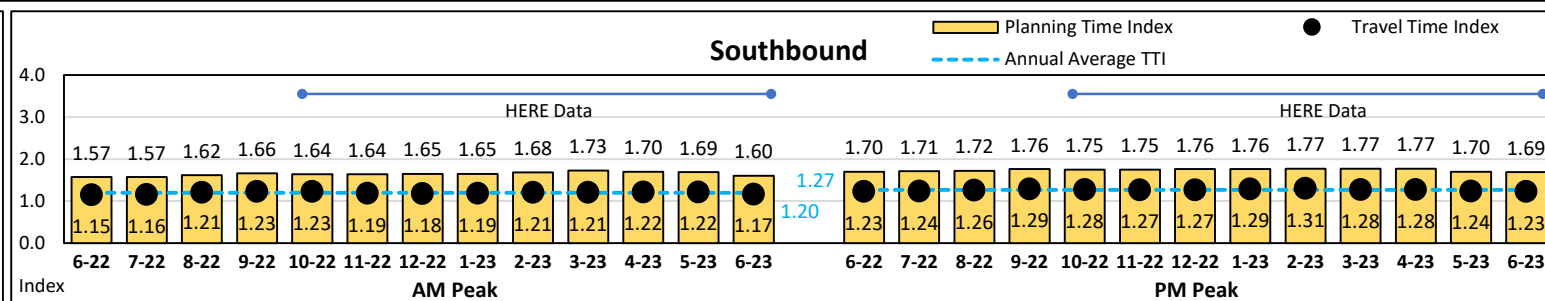 Planning Time Index
Travel Time Index
Southbound
Annual Average TTI
4.0
HERE Data
HERE Data
3.0
1.57 1.57 1.62 1.66 1.64 1.64 1.65 1.65 1.68 1.73 1.70 1.69 1.60
1.70 1.71 1.72 1.76 1.75 1.75 1.76 1.76 1.77 1.77 1.77 1.70 1.69
2.0
1.27
1.0
1.20
1.15 1.16 1.21 1.23 1.23 1.19 1.18 1.19 1.21 1.21 1.22 1.22 1.17
1.23 1.24 1.26 1.29 1.28 1.27 1.27 1.29 1.31 1.28 1.28 1.24 1.23
0.0
6-22 7-22 8-22 9-22 10-22 11-22 12-22 1-23 2-23 3-23 4-23 5-23 6-23
6-22 7-22 8-22 9-22 10-22 11-22 12-22 1-23 2-23 3-23 4-23 5-23 6-23
Index
AM Peak
PM Peak